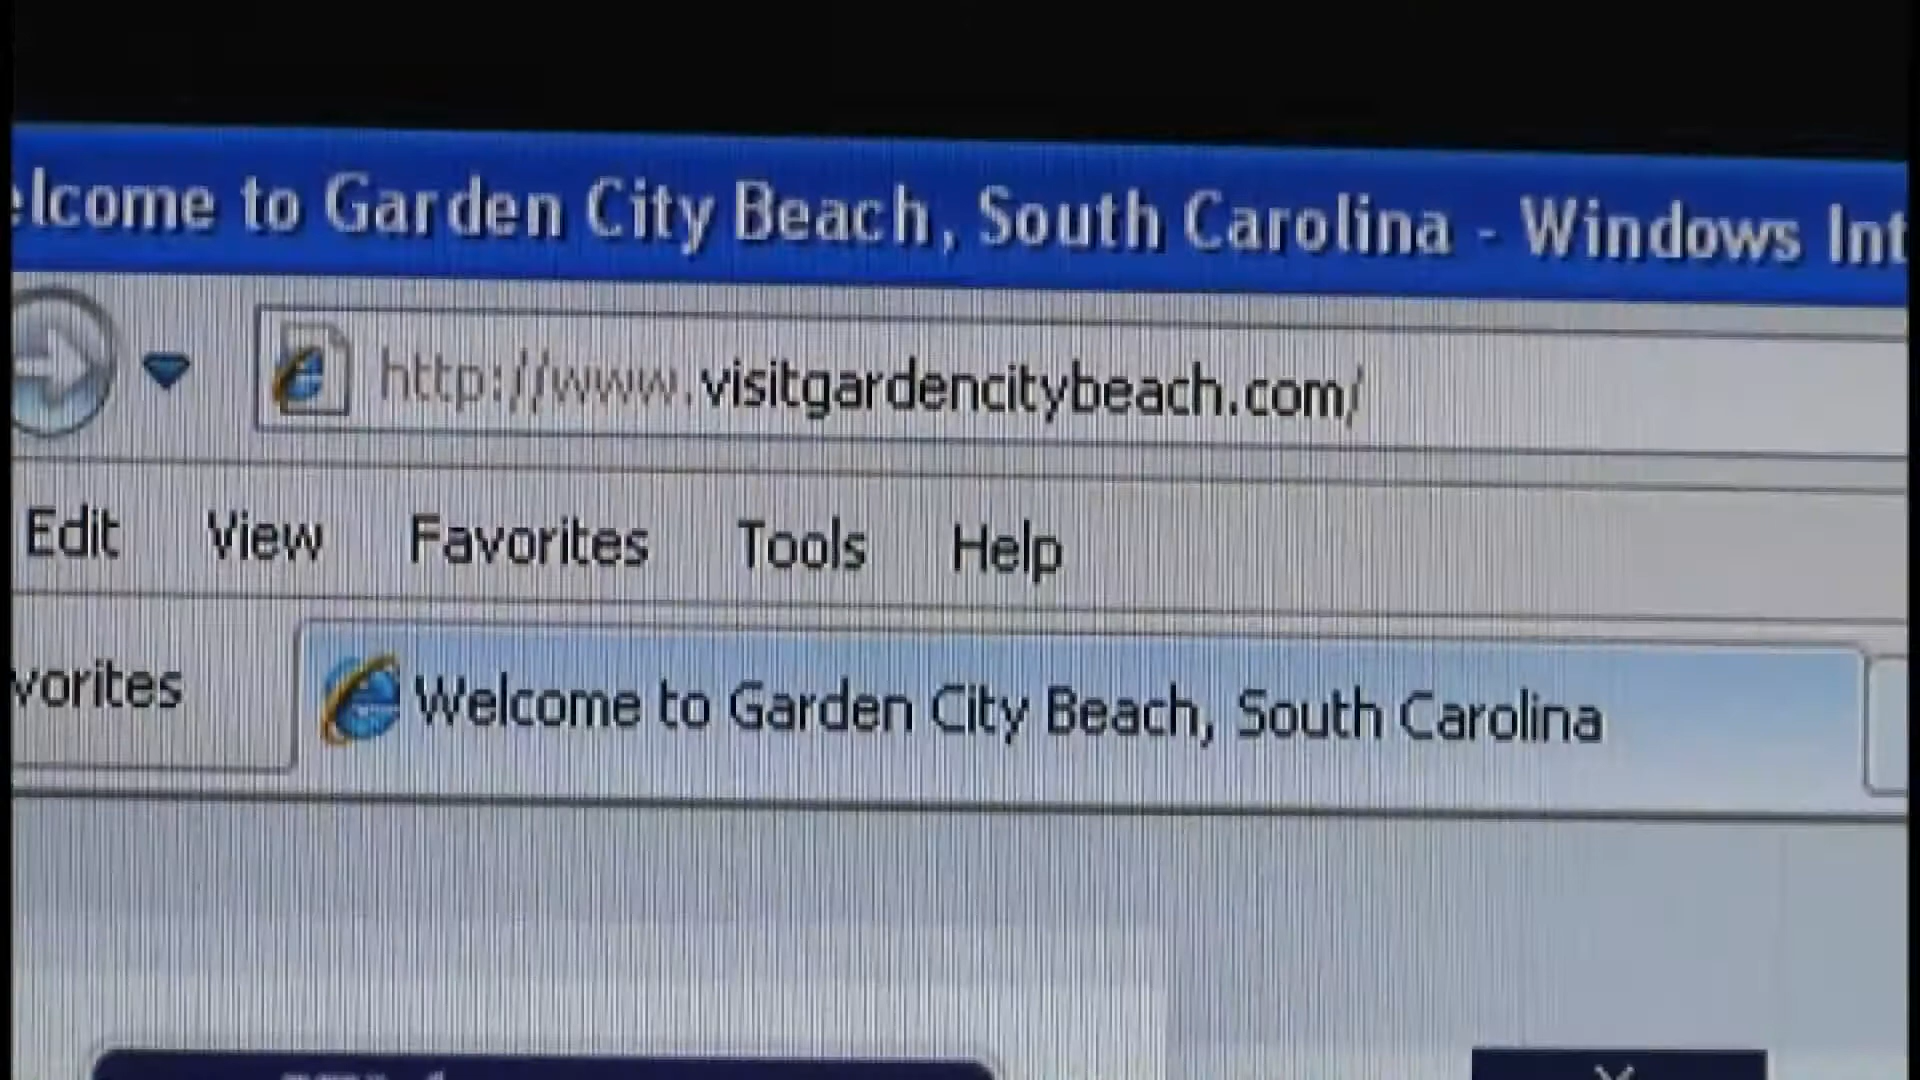 elcome to Garden City Beach, South Carolina - Windows Int
http://www.visitgardencitybeach.com/
Edit View Favorites Tools Help
vorites
Welcome to Garden City Beach, South Carolina